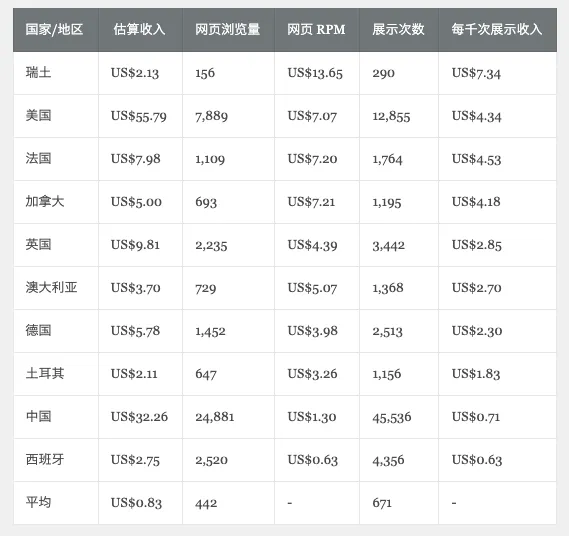 国家/地区 估算收入 网页浏览量 网页 RPM 展示次数 每千次展示收入
瑞士 US$2.13 156 US$13.65 290 US$7.34
美国 US$55.79 7,889 US$7.07 12,855 US$4.34
法国 US$7.98 1,109 US$7.20 1,764 US$4.53
加拿大 US$5.00 693 US$7.21 1,195 US$4.18
英国 US$9.81 2,235 US$4.39 3,442 US$2.85
澳大利亚 US$3.70 729 US$5.07 1,368 US$2.70
德国 US$5.78 1,452 US$3.98 2,513 US$2.30
土耳其 US$2.11 647 US$3.26 1,156 US$1.83
中国 US$32.26 24,881 US$1.30 45,536 US$0.71
西班牙 US$2.75 2,520 US$0.63 4,356 US$0.63
平均 US$0.83 442 - 671 -